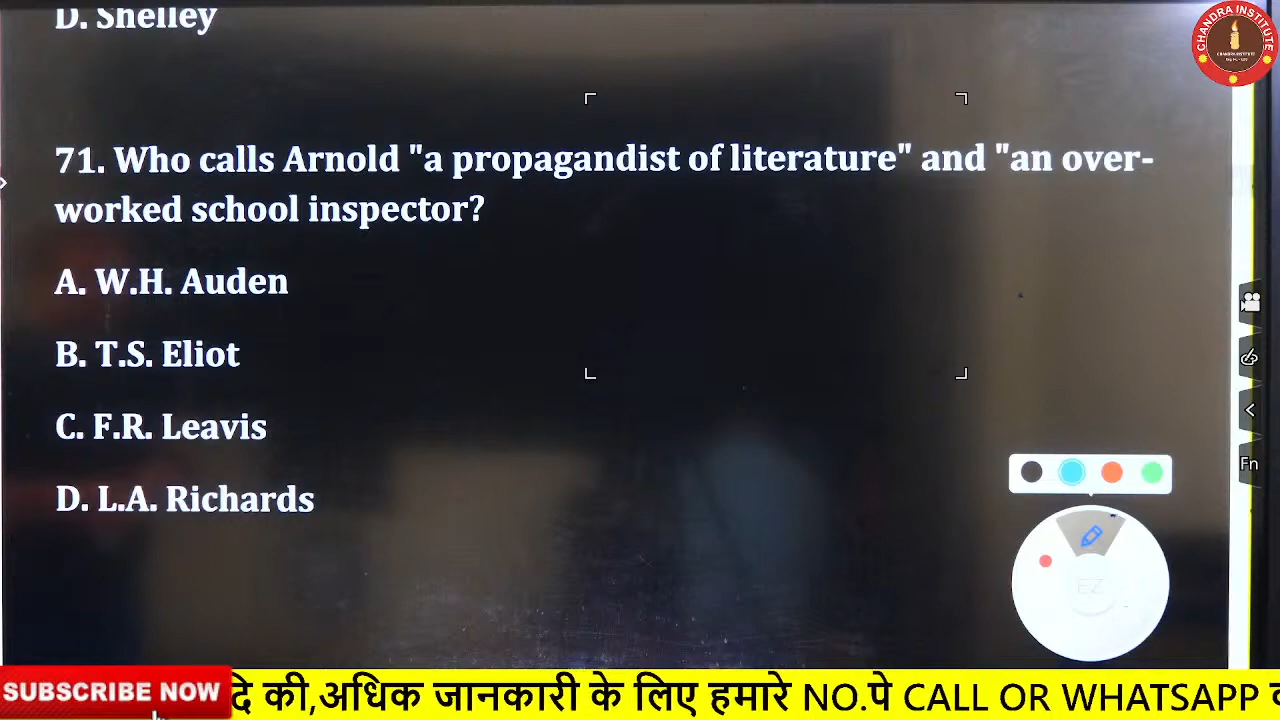 D. Shelley
CHANDRA INSTITUTE
71. Who calls Arnold "a propagandist of literature" and "an over-
worked school inspector?
A. W.H. Auden
B. T.S. Eliot
C. F.R. Leavis
D. L.A. Richards
Fn
EZ
SUBSCRIBE NOW
की,अधिक जानकारी के लिए हमारे NO.पे CALL OR WHATSAPP